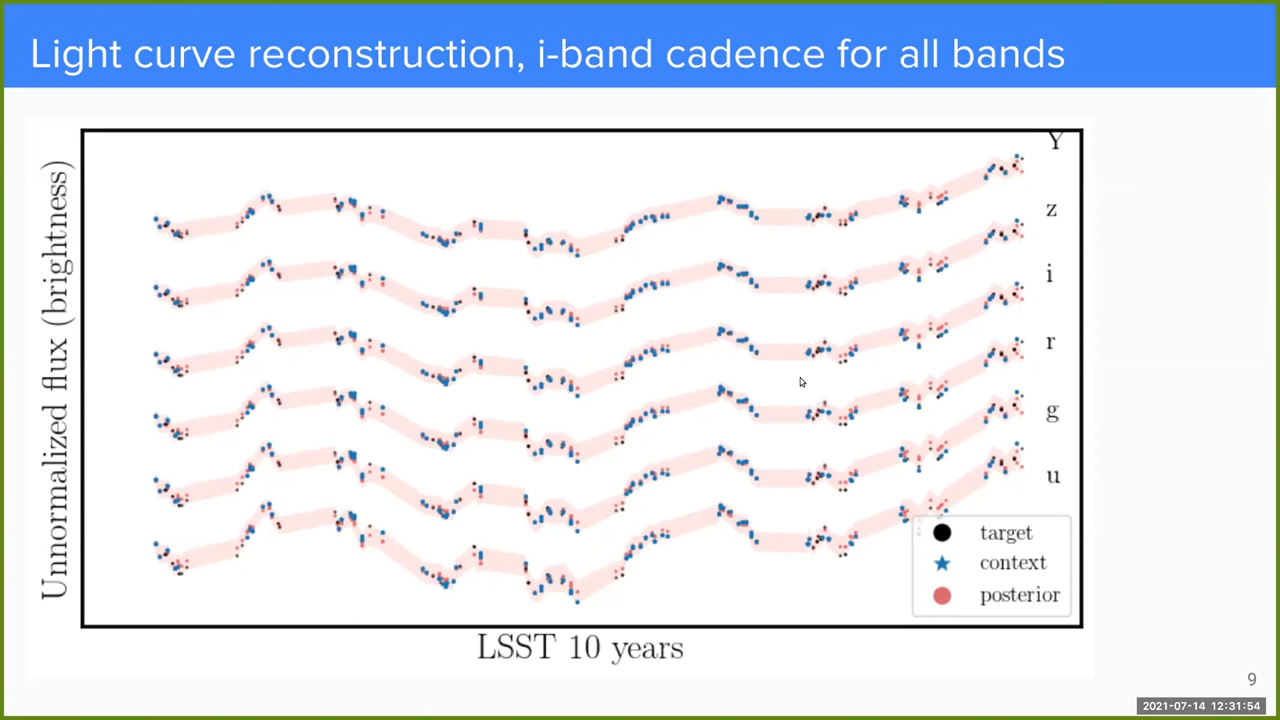 Light curve reconstruction, i-band cadence for all bands
Unnormalized flux (brightness)
Y
z
i
r
g
u
target
context
posterior
LSST 10 years
9
2021-07-14 12:31:54